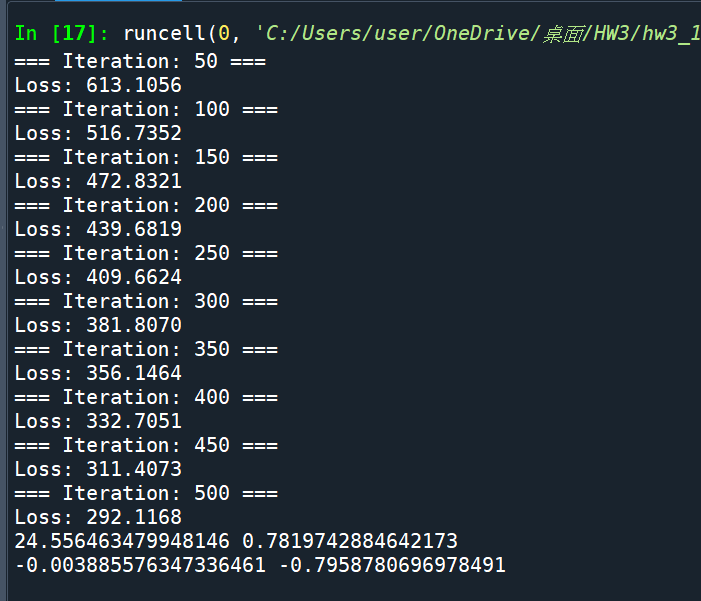 In [17]: runcell(0, 'C:/Users/user/OneDrive/桌面/HW3/hw3_1
=== Iteration: 50 ===
Loss: 613.1056
=== Iteration: 100 ===
Loss: 516.7352
=== Iteration: 150 ===
Loss: 472.8321
=== Iteration: 200 ===
Loss: 439.6819
=== Iteration: 250 ===
Loss: 409.6624
=== Iteration: 300 ===
Loss: 381.8070
=== Iteration: 350 ===
Loss: 356.1464
=== Iteration: 400 ===
Loss: 332.7051
=== Iteration: 450 ===
Loss: 311.4073
=== Iteration: 500 ===
Loss: 292.1168
24.556463479948146 0.7819742884642173
-0.003885576347336461 -0.7958780696978491